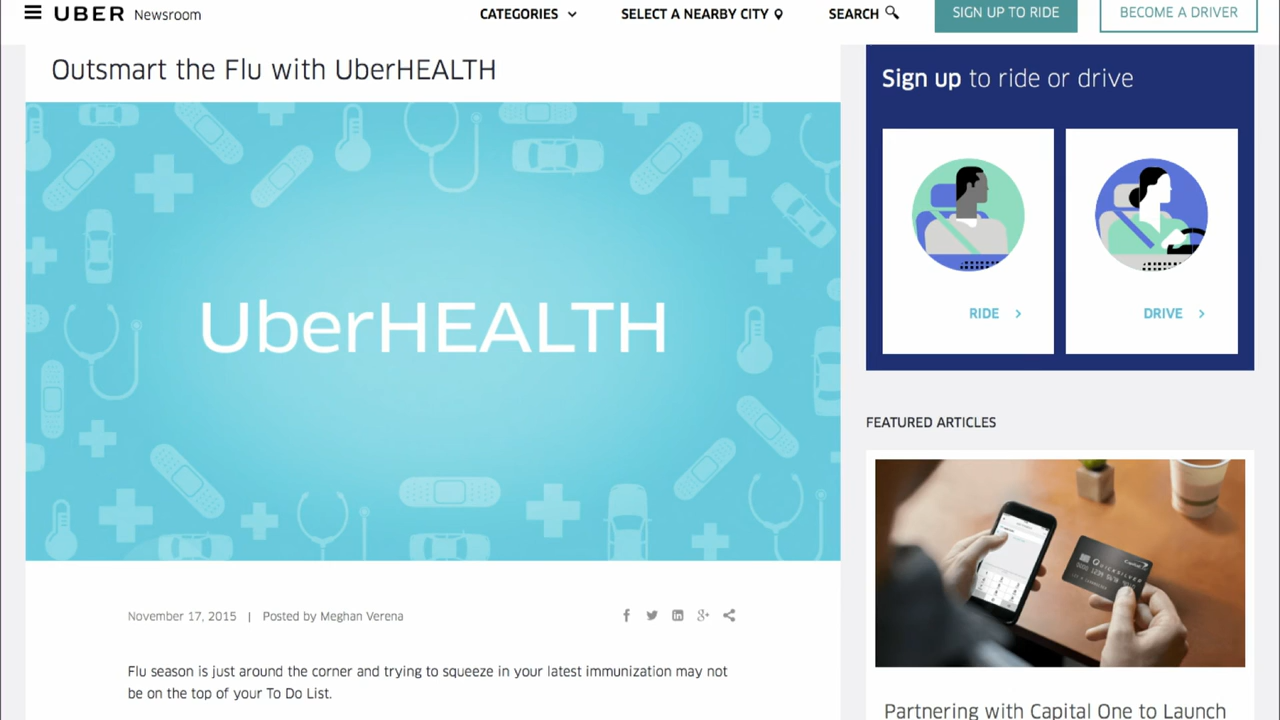 UBER Newsroom
CATEGORIES
SELECT A NEARBY CITY
SEARCH
SIGN UP TO RIDE
BECOME A DRIVER
Outsmart the Flu with UberHEALTH
UberHEALTH
November 17, 2015 | Posted by Meghan Verena
Flu season is just around the corner and trying to squeeze in your latest immunization may not
be on the top of your To Do List.
Sign up to ride or drive
RIDE
DRIVE
FEATURED ARTICLES
QUICKSILVER
Partnering with Capital One to Launch